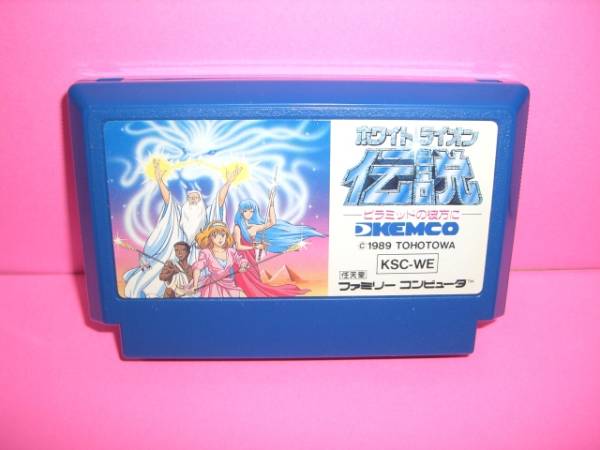 ホワイトライオン
伝説
ピラミッドの彼方に
KEMCO
© 1989 TOHOTOWA
KSC-WE
任天堂
ファミリー コンピュータ™